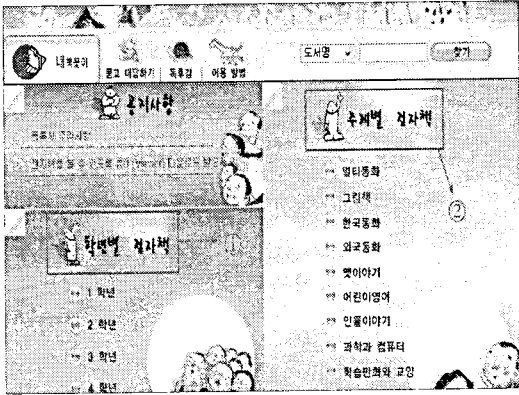 내책꽂이
묻고 대답하기
독후감
이용 방법
도서명
찾기
공지사항
학년별 전자책
①
1 학년
2 학년
3 학년
4 학년
주제별 전자책
②
멀티동화
그림책
한국동화
외국동화
옛이야기
어린이영어
인물이야기
과학과 컴퓨터
학습만화와 교양